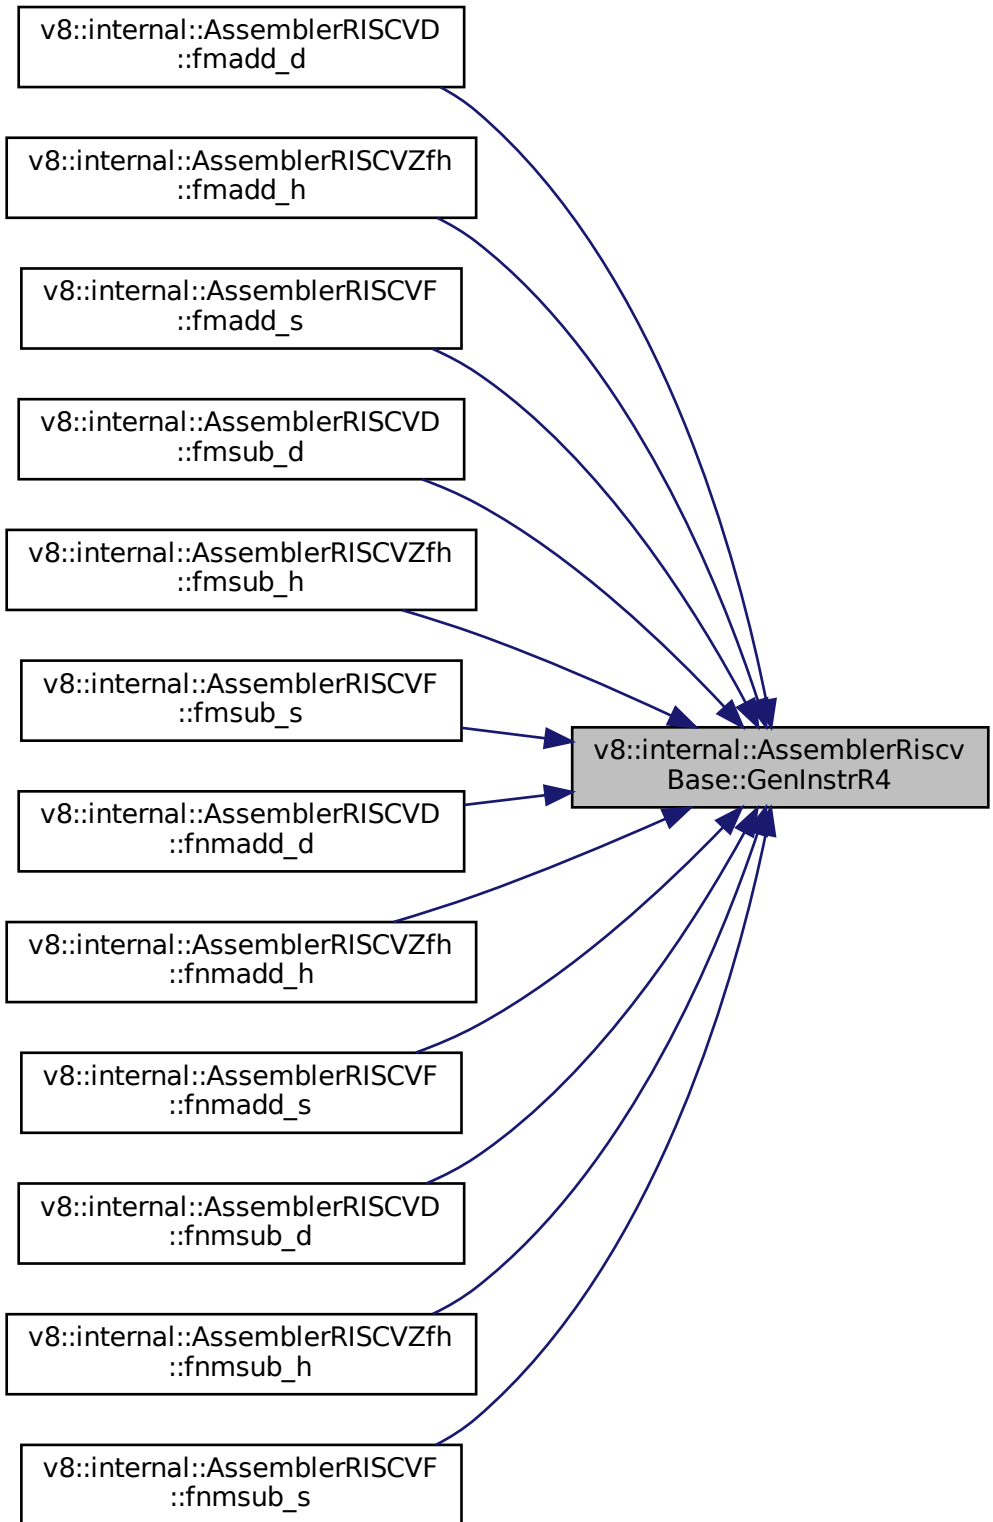 v8::internal::AssemblerRISCVD
::fmadd_d
v8::internal::AssemblerRISCVZfh
::fmadd_h
v8::internal::AssemblerRISCVF
::fmadd_s
v8::internal::AssemblerRISCVD
::fmsub_d
v8::internal::AssemblerRISCVZfh
::fmsub_h
v8::internal::AssemblerRISCVF
::fmsub_s
v8::internal::AssemblerRiscv
Base::GenInstrR4
v8::internal::AssemblerRISCVD
::fnmadd_d
v8::internal::AssemblerRISCVZfh
::fnmadd_h
v8::internal::AssemblerRISCVF
::fnmadd_s
v8::internal::AssemblerRISCVD
::fnmsub_d
v8::internal::AssemblerRISCVZfh
::fnmsub_h
v8::internal::AssemblerRISCVF
::fnmsub_s